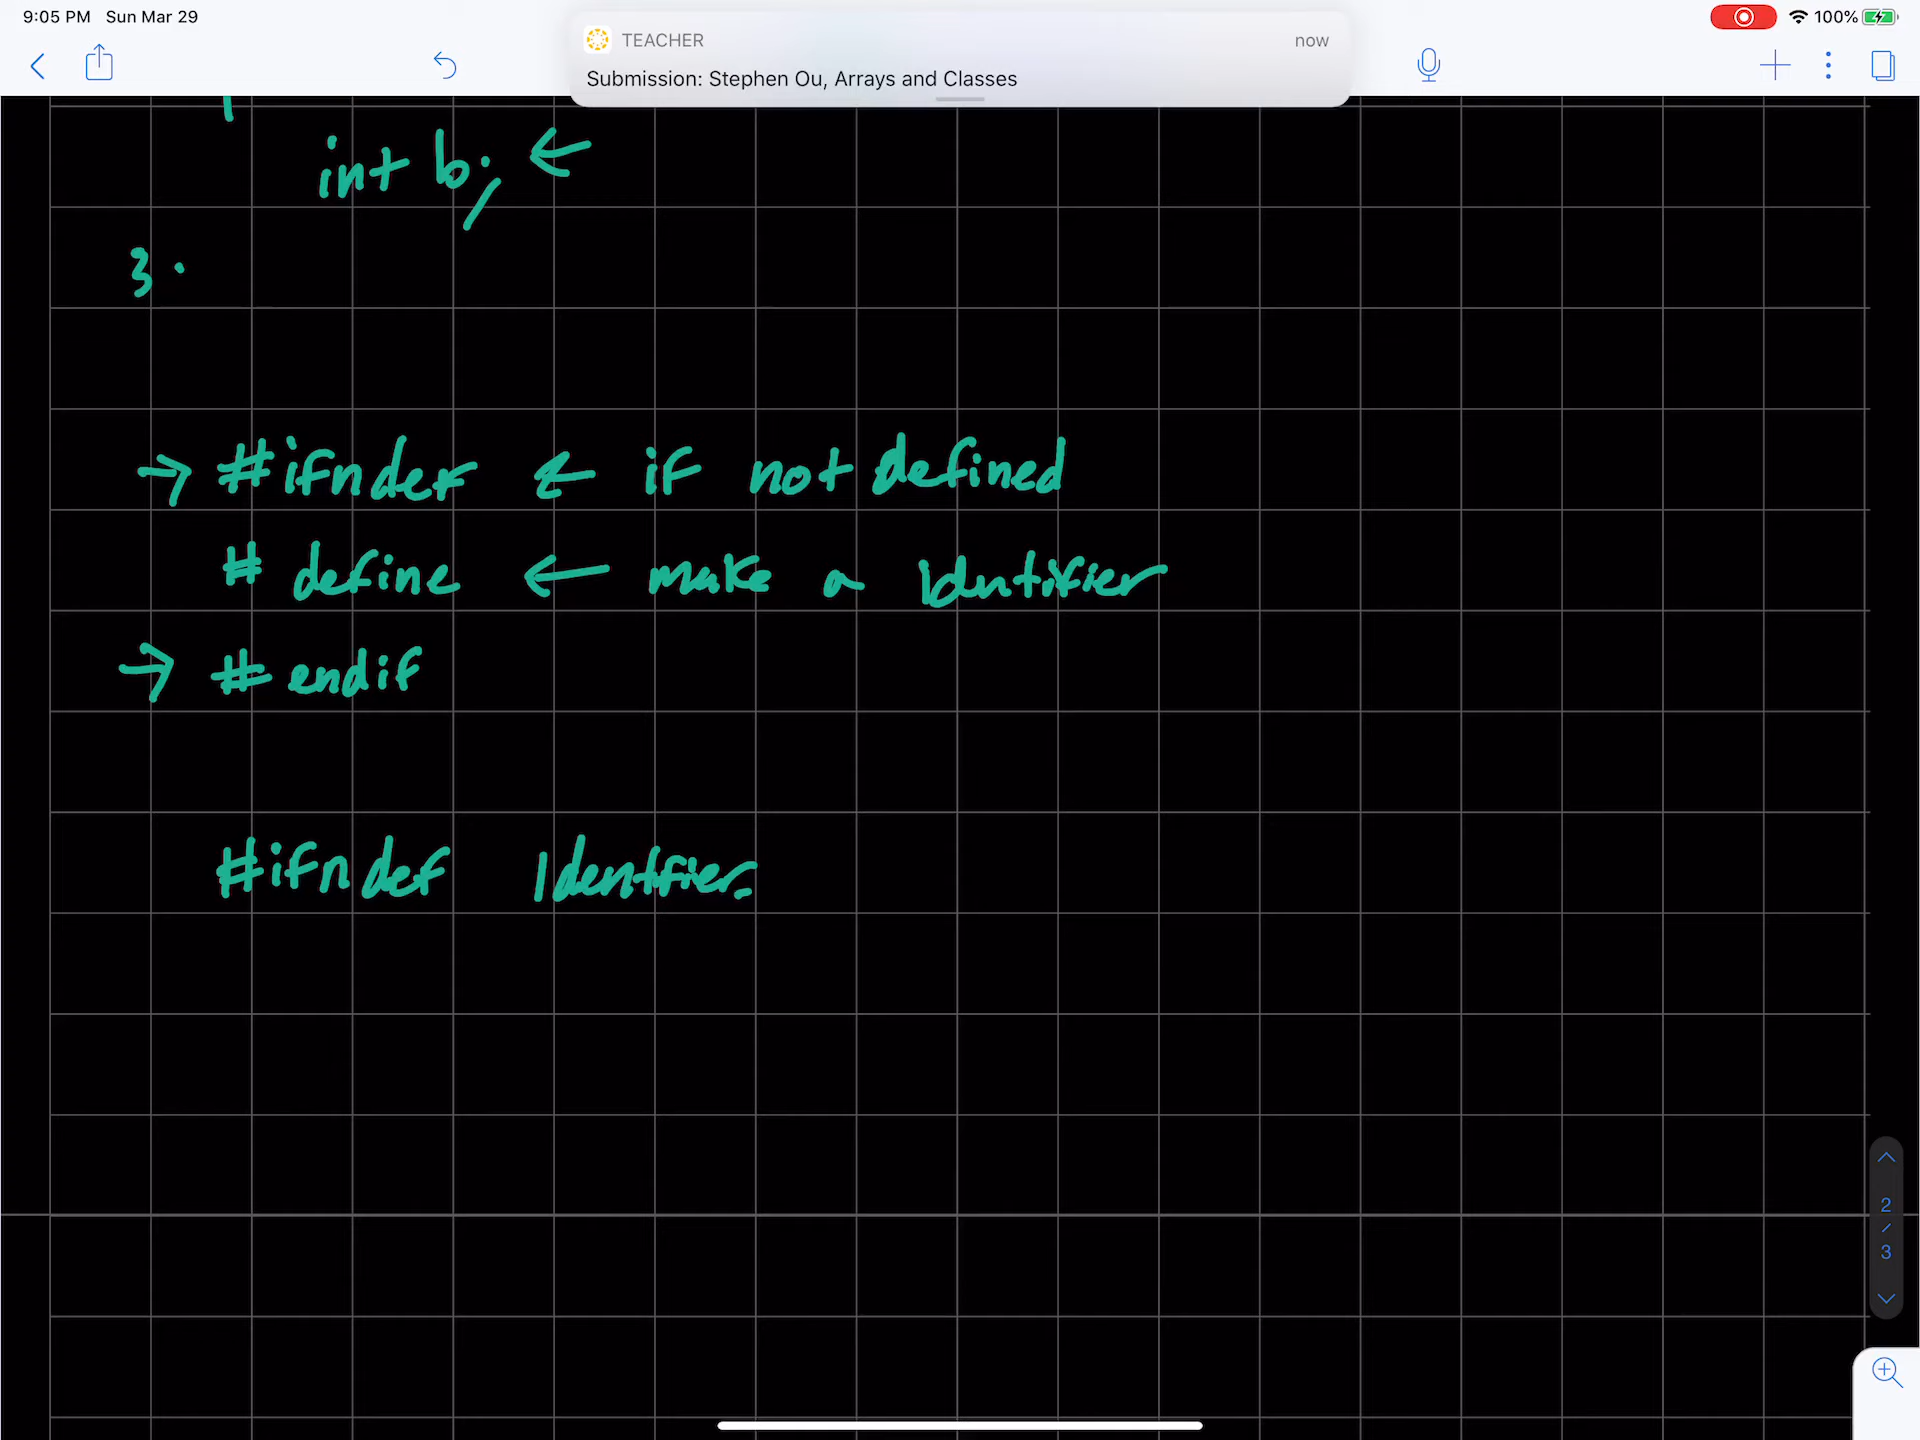 9:05 PM Sun Mar 29
100%
TEACHER
now
Submission: Stephen Ou, Arrays and Classes
int b; ←
3.
→ #ifndef ← if not defined
# define ← make a Identifier
→ # endif
#ifndef Identifier
2
/
3